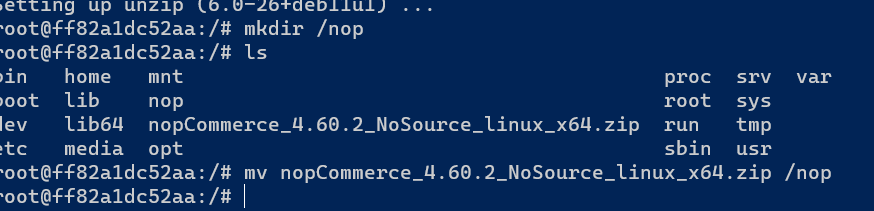 Setting up unzip (6.0-26+deb11u1) ...
root@ff82a1dc52aa:/# mkdir /nop
root@ff82a1dc52aa:/# ls
bin home mnt proc srv var
boot lib nop root sys
dev lib64 nopCommerce_4.60.2_NoSource_linux_x64.zip run tmp
etc media opt sbin usr
root@ff82a1dc52aa:/# mv nopCommerce_4.60.2_NoSource_linux_x64.zip /nop
root@ff82a1dc52aa:/#